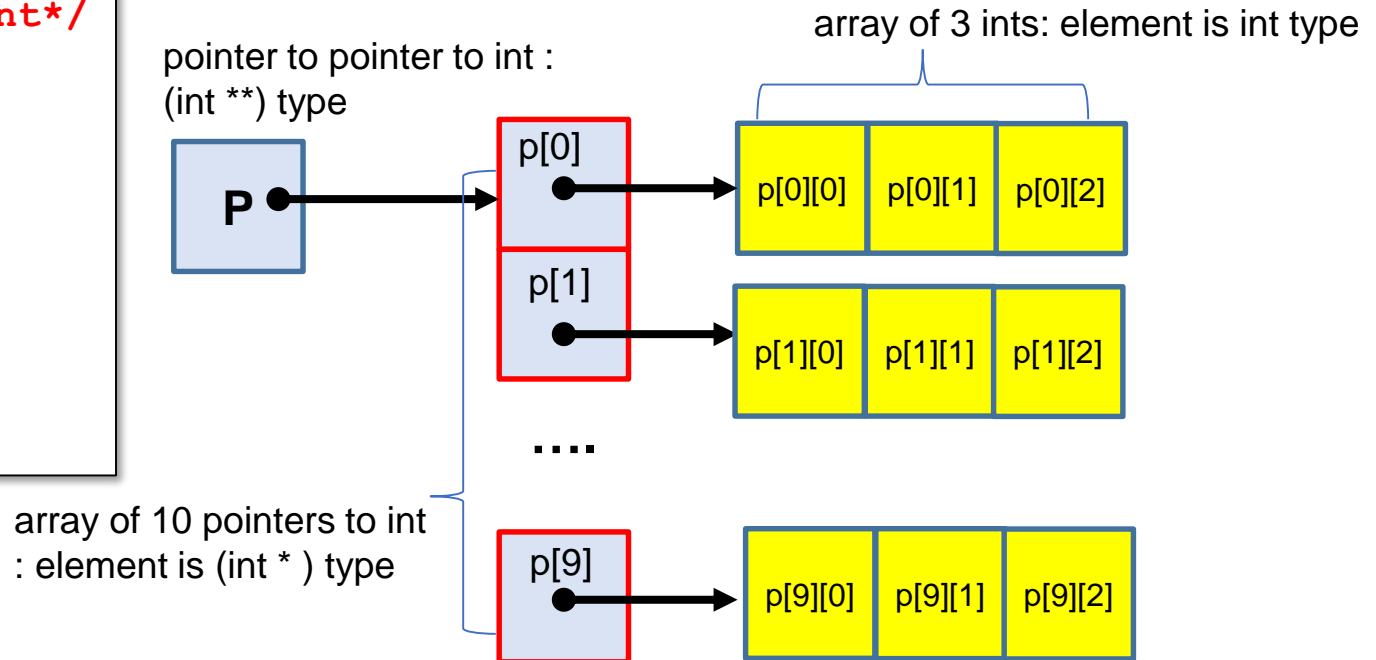 nt*/
array of 3 ints: element is int type
pointer to pointer to int :
(int **) type
P
p[0]
p[0][0] p[0][1] p[0][2]
p[1]
p[1][0] p[1][1] p[1][2]
....
array of 10 pointers to int
: element is (int * ) type
p[9]
p[9][0] p[9][1] p[9][2]